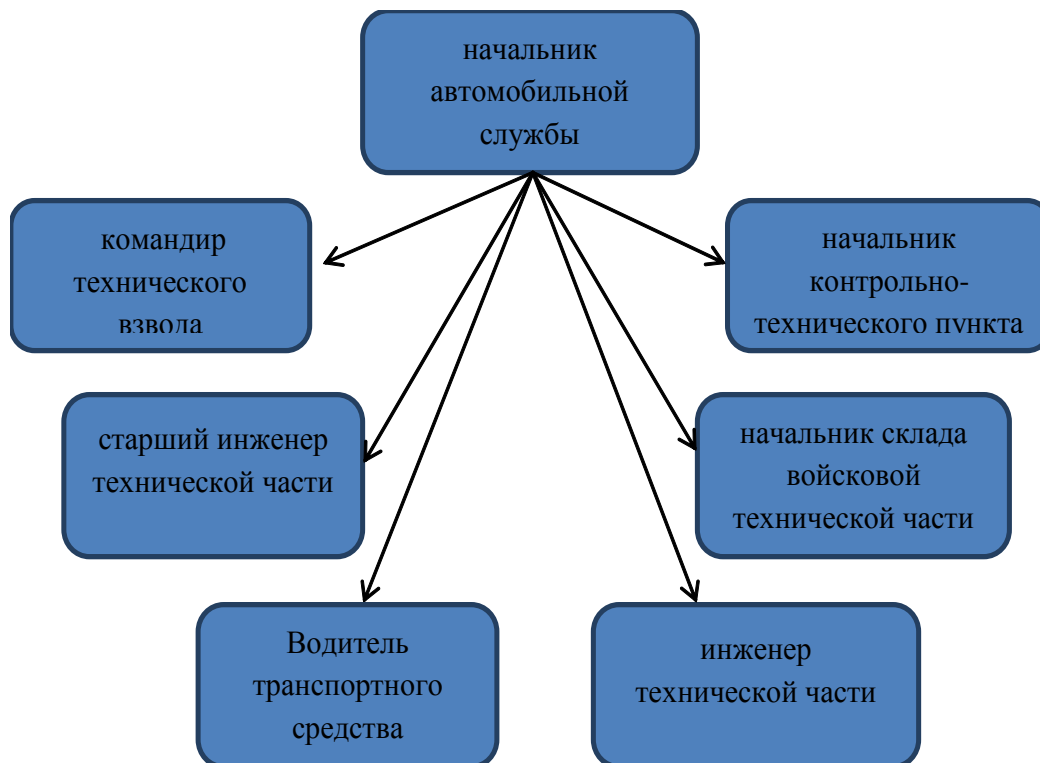 начальник
автомобильной
службы
командир
технического
взвода
начальник
контрольно-
технического пункта
старший инженер
технической части
начальник склада
войсковой
технической части
Водитель
транспортного
средства
инженер
технической части